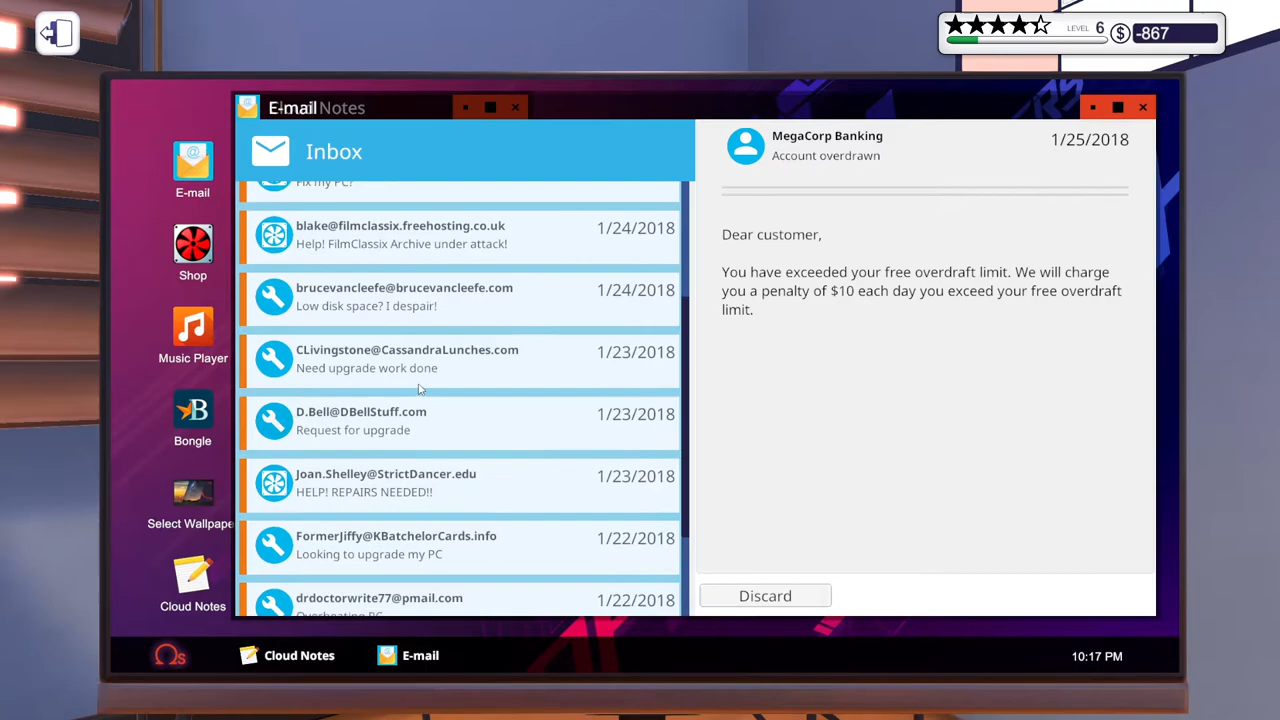 LEVEL 6 $ -867
E-mail Notes
Inbox
Fix my PC?
blake@filmclassix.freehosting.co.uk 1/24/2018
Help! FilmClassix Archive under attack!
brucevancleefe@brucevancleefe.com 1/24/2018
Low disk space? I despair!
CLivingstone@CassandraLunches.com 1/23/2018
Need upgrade work done
D.Bell@DBellStuff.com 1/23/2018
Request for upgrade
Joan.Shelley@StrictDancer.edu 1/23/2018
HELP! REPAIRS NEEDED!!
FormerJiffy@KBatchelorCards.info 1/22/2018
Looking to upgrade my PC
drdoctorwrite77@pmail.com 1/22/2018
Overheating PC
MegaCorp Banking 1/25/2018
Account overdrawn
Dear customer,
You have exceeded your free overdraft limit. We will charge
you a penalty of $10 each day you exceed your free overdraft
limit.
Discard
E-mail
Shop
Music Player
Bongle
Select Wallpape
Cloud Notes
Ωs Cloud Notes E-mail 10:17 PM